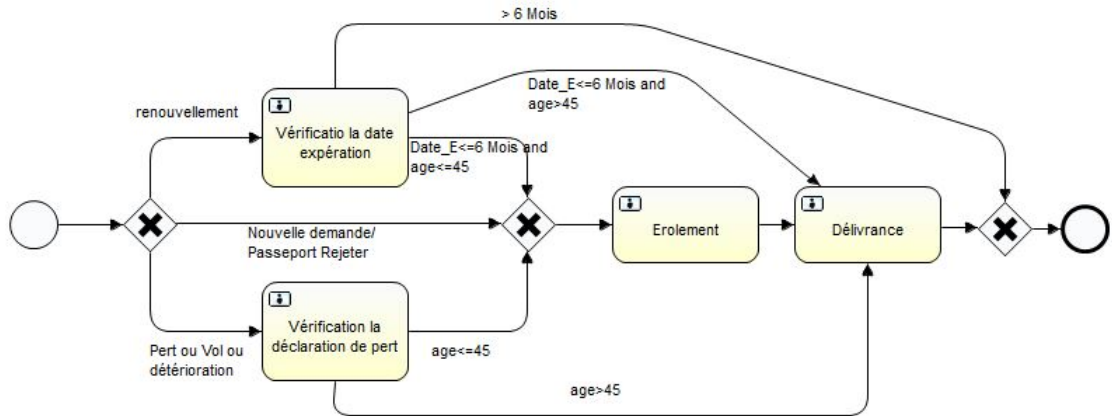 > 6 Mois
Date_E<=6 Mois and
age>45
renouvellement
Vérificatio la date
expération
Date_E<=6 Mois and
age<=45
Nouvelle demande/
Passeport Rejeter
Erolement
Délivrance
Vérification la
déclaration de pert
Pert ou Vol ou
détérioration
age<=45
age>45